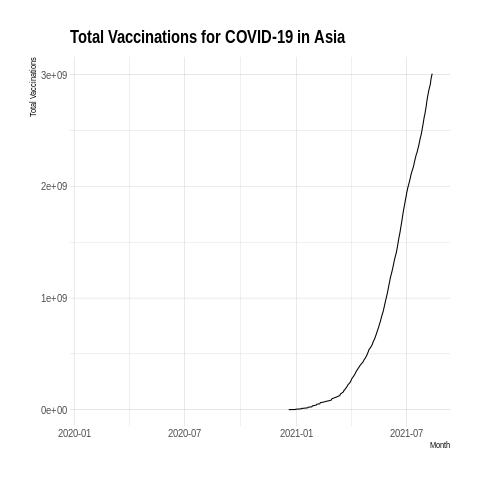 Total Vaccinations for COVID-19 in Asia
Total Vaccinations
3e+09
2e+09
1e+09
0e+00
2020-01
2020-07
2021-01
2021-07
Month